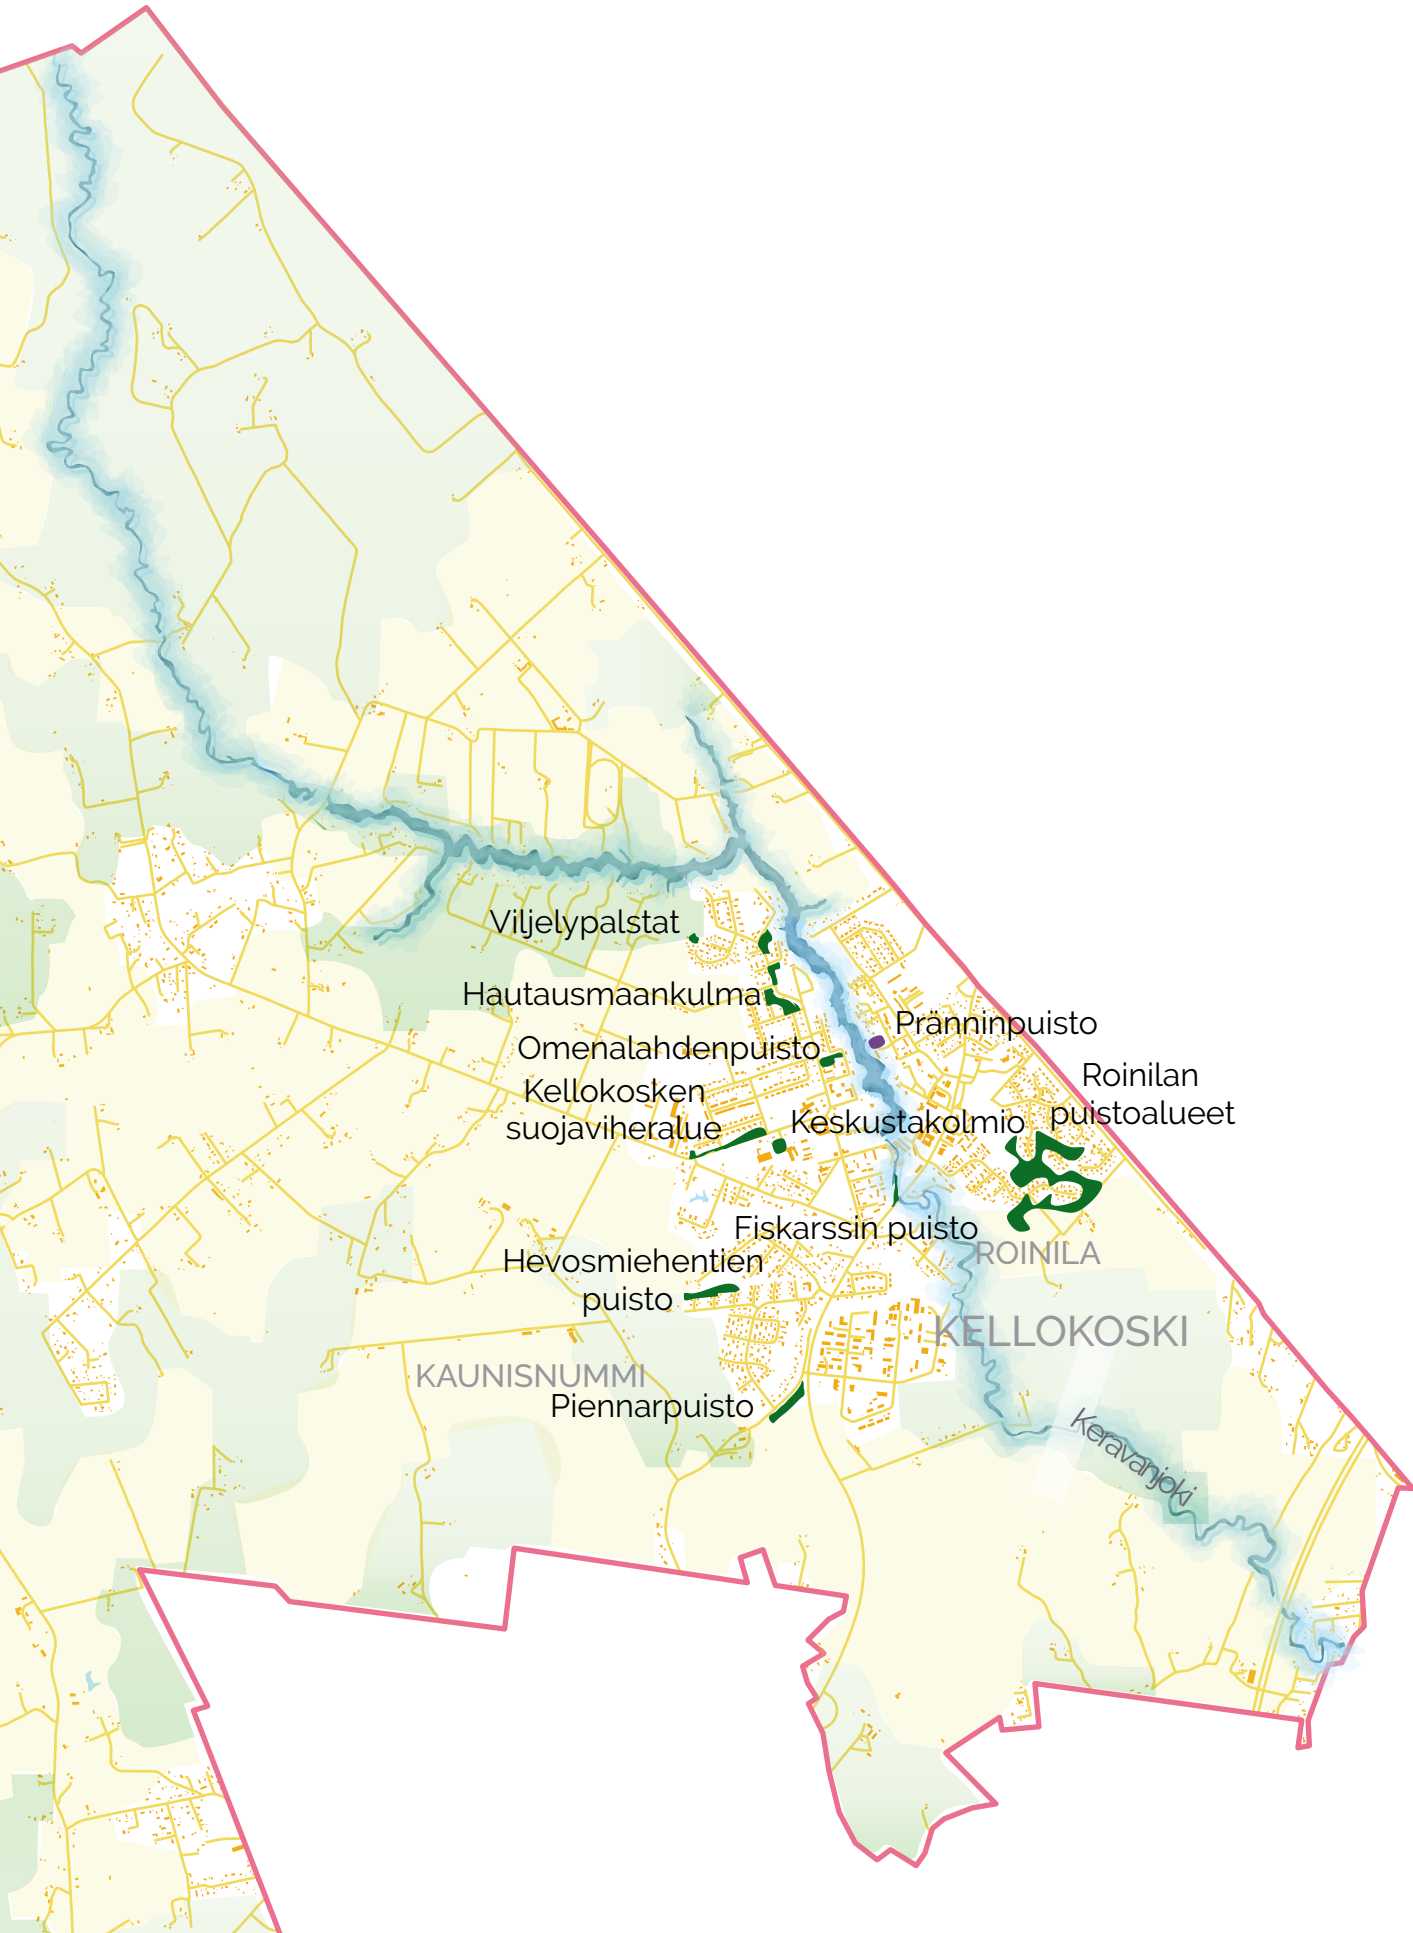 Viljelypalstat
Hautausmaankulma
Pränninpuisto
Omenalahdenpuisto
Roinilan
puistoalueet
Kellokosken
suojaviheralue
Keskustakolmio
Fiskarssin puisto
ROINILA
Hevosmiehentien
puisto
KELLOKOSKI
KAUNISNUMMI
Piennarpuisto
Keravanjoki